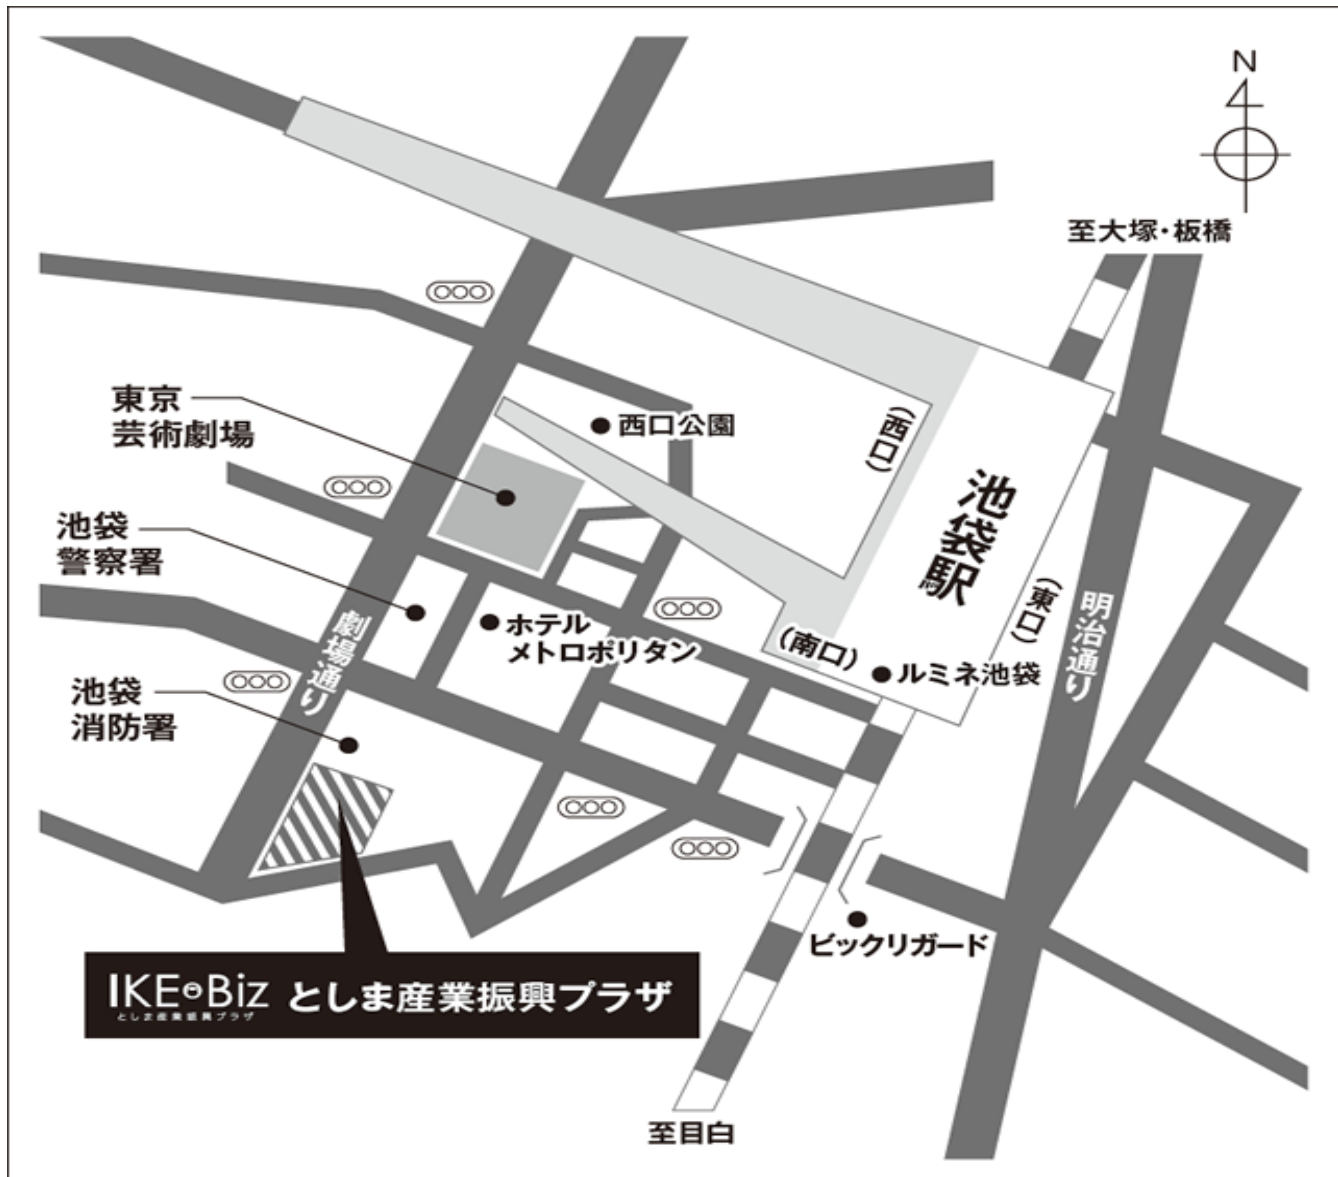 N
至大塚・板橋
東京
芸術劇場
西口公園
(西口)
池袋駅
池袋
警察署
(東口)
明治通り
劇場通り
ホテル
メトロポリタン
(南口)
ルミネ池袋
池袋
消防署
ビックリガード
IKE・Biz としま産業振興プラザ
としま産業振興プラザ
至目白